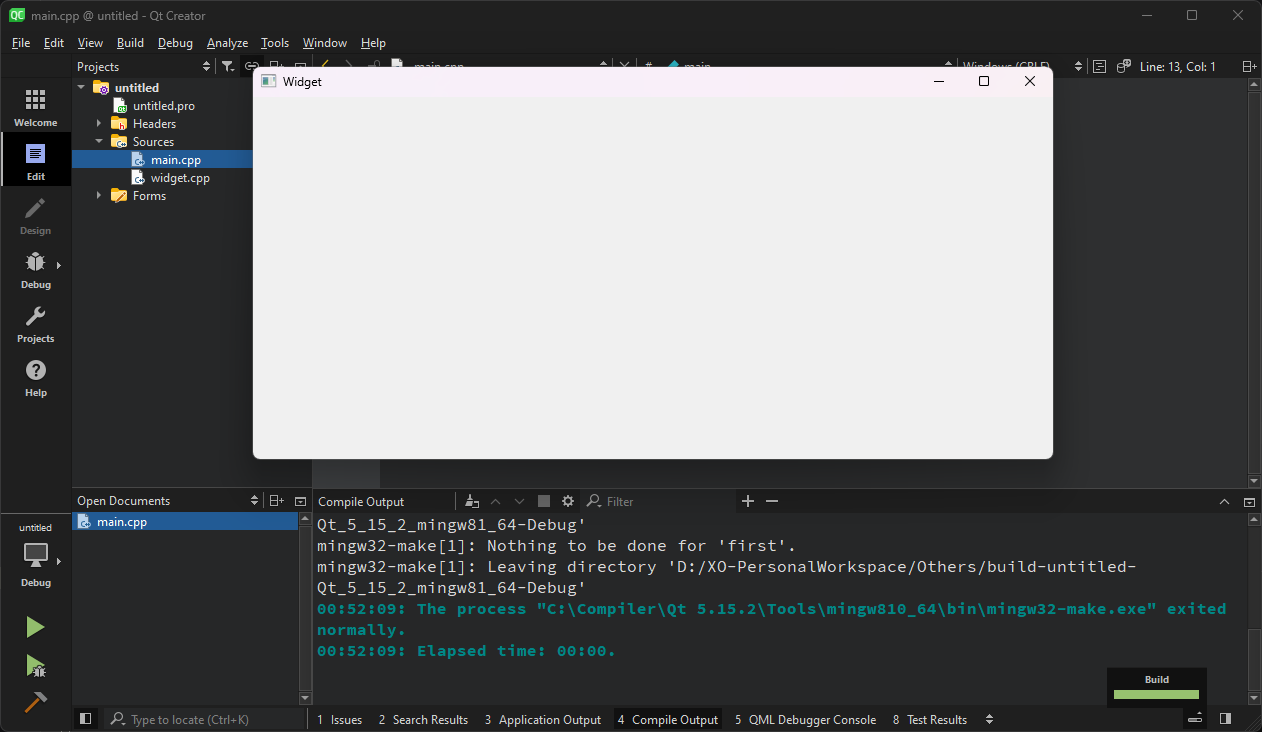 main.cpp @ untitled - Qt Creator
File Edit View Build Debug Analyze Tools Window Help
Projects
main.cpp
# main
Windows (CRLF)
Line: 13, Col: 1
Widget
Welcome
Edit
Design
Debug
Projects
Help
untitled
untitled.pro
Headers
Sources
main.cpp
widget.cpp
Forms
untitled
Debug
Open Documents
main.cpp
Compile Output
Filter
Qt_5_15_2_mingw81_64-Debug'
mingw32-make[1]: Nothing to be done for 'first'.
mingw32-make[1]: Leaving directory 'D:/XO-PersonalWorkspace/Others/build-untitled-
Qt_5_15_2_mingw81_64-Debug'
00:52:09: The process "C:\Compiler\Qt 5.15.2\Tools\mingw810_64\bin\mingw32-make.exe" exited
normally.
00:52:09: Elapsed time: 00:00.
Build
Type to locate (Ctrl+K)
1 Issues 2 Search Results 3 Application Output 4 Compile Output 5 QML Debugger Console 8 Test Results